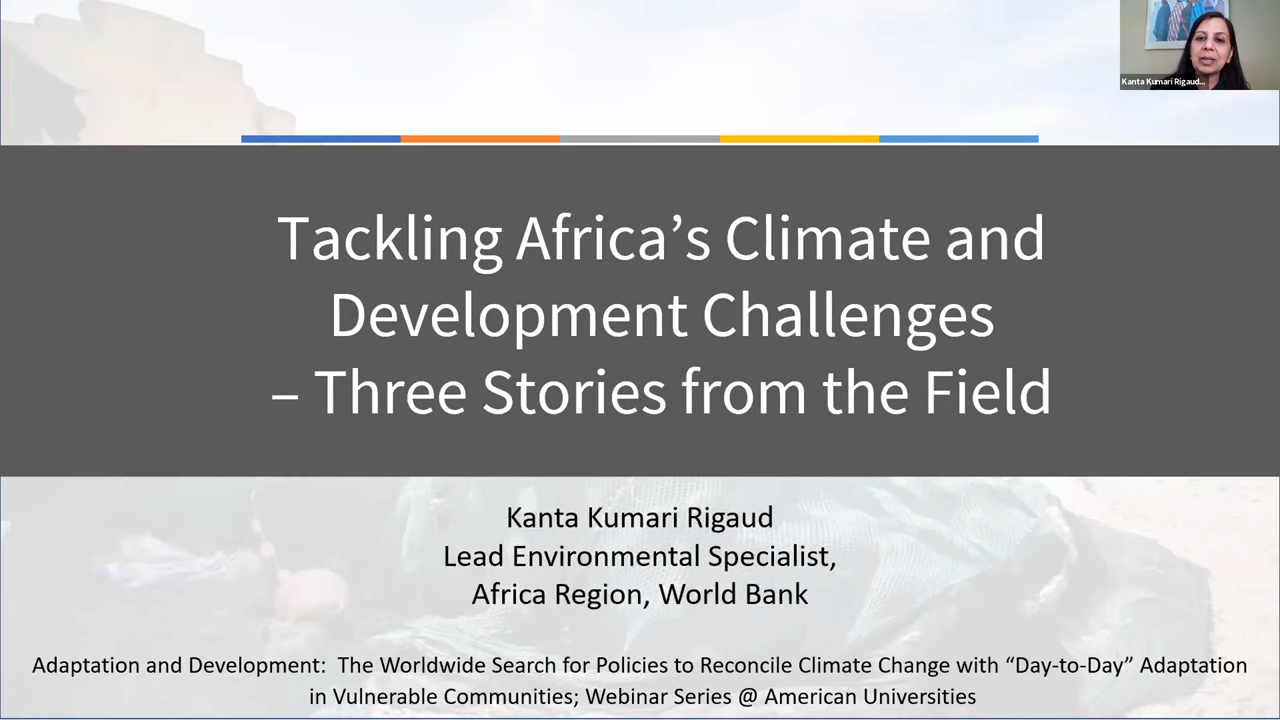 Kanta Kumari Rigaud...
Tackling Africa’s Climate and
Development Challenges
– Three Stories from the Field
Kanta Kumari Rigaud
Lead Environmental Specialist,
Africa Region, World Bank
Adaptation and Development:  The Worldwide Search for Policies to Reconcile Climate Change with “Day-to-Day” Adaptation
in Vulnerable Communities; Webinar Series @ American Universities